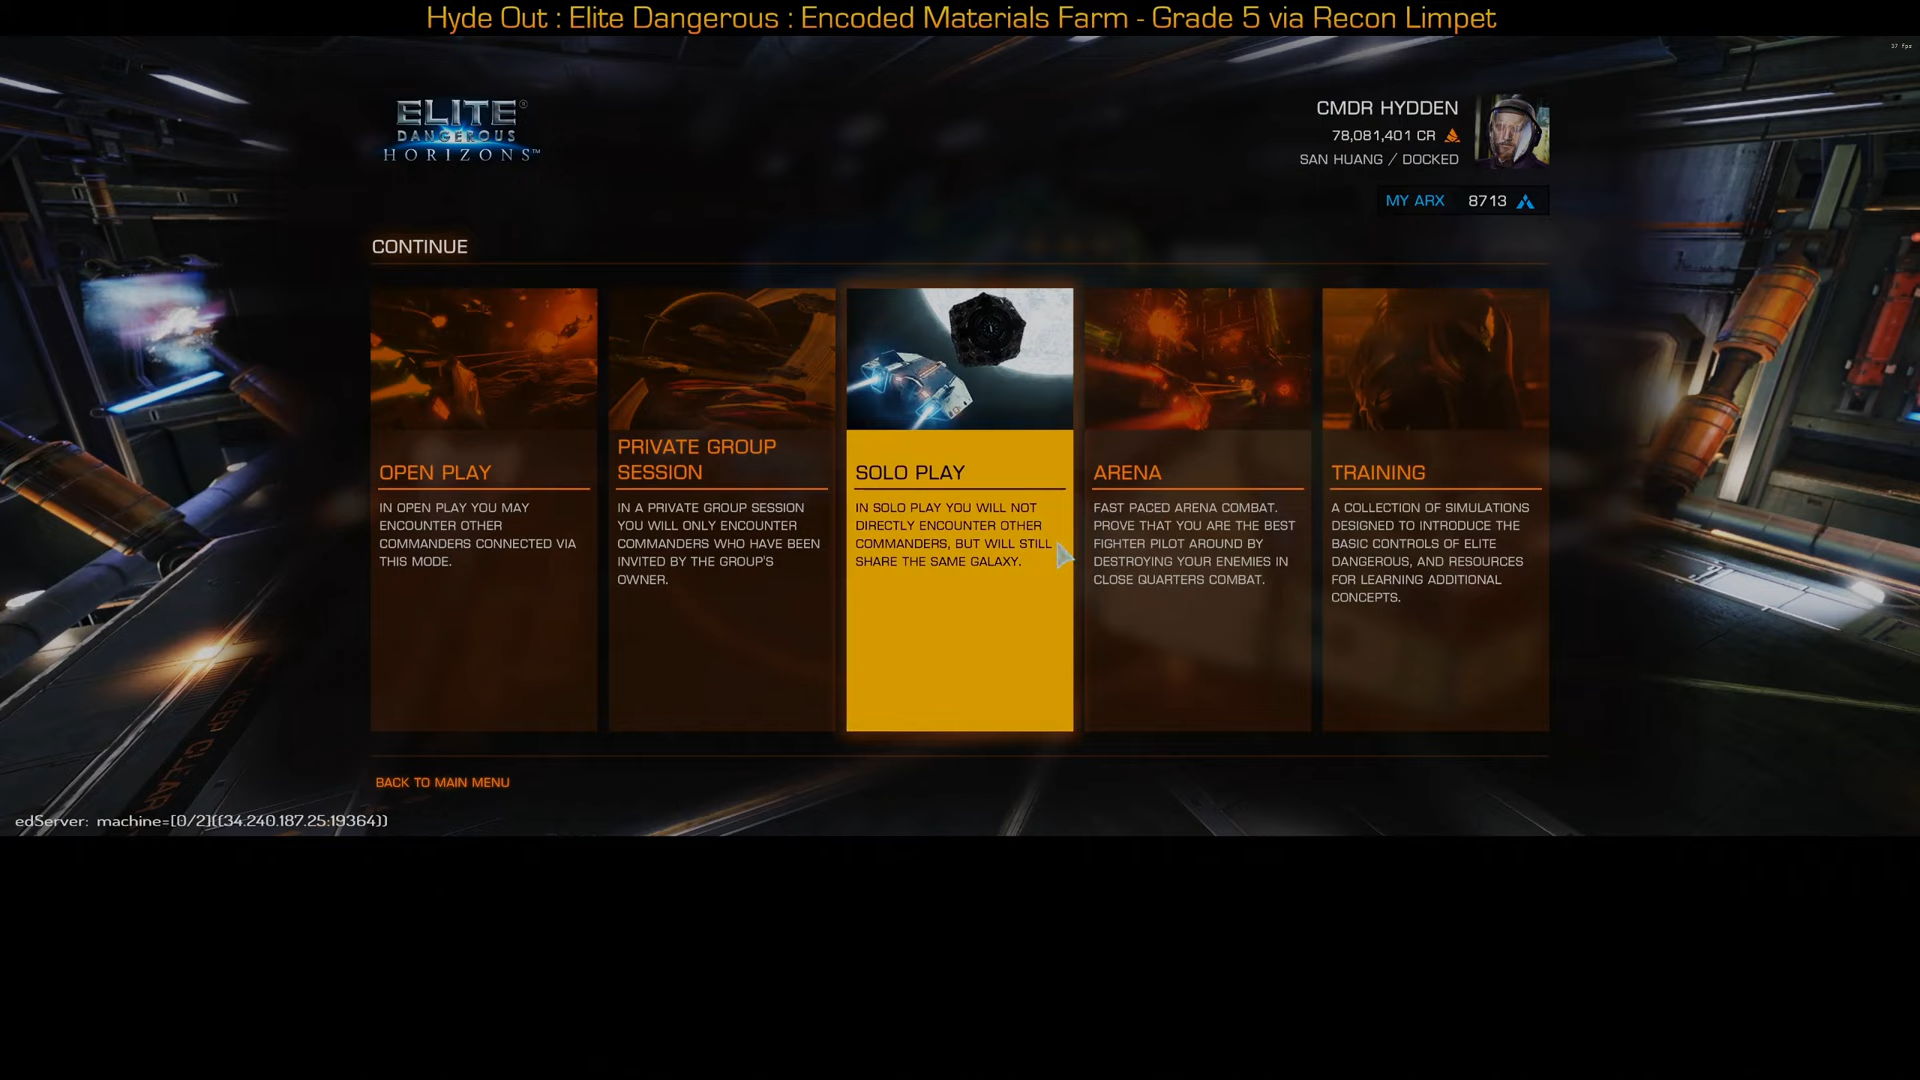 Hyde Out : Elite Dangerous : Encoded Materials Farm - Grade 5 via Recon Limpet
37 fps
ELITE®
DANGEROUS
HORIZONS™
CMDR HYDDEN
78,081,401 CR
SAN HUANG / DOCKED
MY ARX 8713
CONTINUE
OPEN PLAY
IN OPEN PLAY YOU MAY
ENCOUNTER OTHER
COMMANDERS CONNECTED VIA
THIS MODE.
PRIVATE GROUP
SESSION
IN A PRIVATE GROUP SESSION
YOU WILL ONLY ENCOUNTER
COMMANDERS WHO HAVE BEEN
INVITED BY THE GROUP'S
OWNER.
SOLO PLAY
IN SOLO PLAY YOU WILL NOT
DIRECTLY ENCOUNTER OTHER
COMMANDERS, BUT WILL STILL
SHARE THE SAME GALAXY.
ARENA
FAST PACED ARENA COMBAT.
PROVE THAT YOU ARE THE BEST
FIGHTER PILOT AROUND BY
DESTROYING YOUR ENEMIES IN
CLOSE QUARTERS COMBAT.
TRAINING
A COLLECTION OF SIMULATIONS
DESIGNED TO INTRODUCE THE
BASIC CONTROLS OF ELITE
DANGEROUS, AND RESOURCES
FOR LEARNING ADDITIONAL
CONCEPTS.
KEEP CLEAR
BACK TO MAIN MENU
edServer: machine=[0/2]((34.240.187.25:19364))